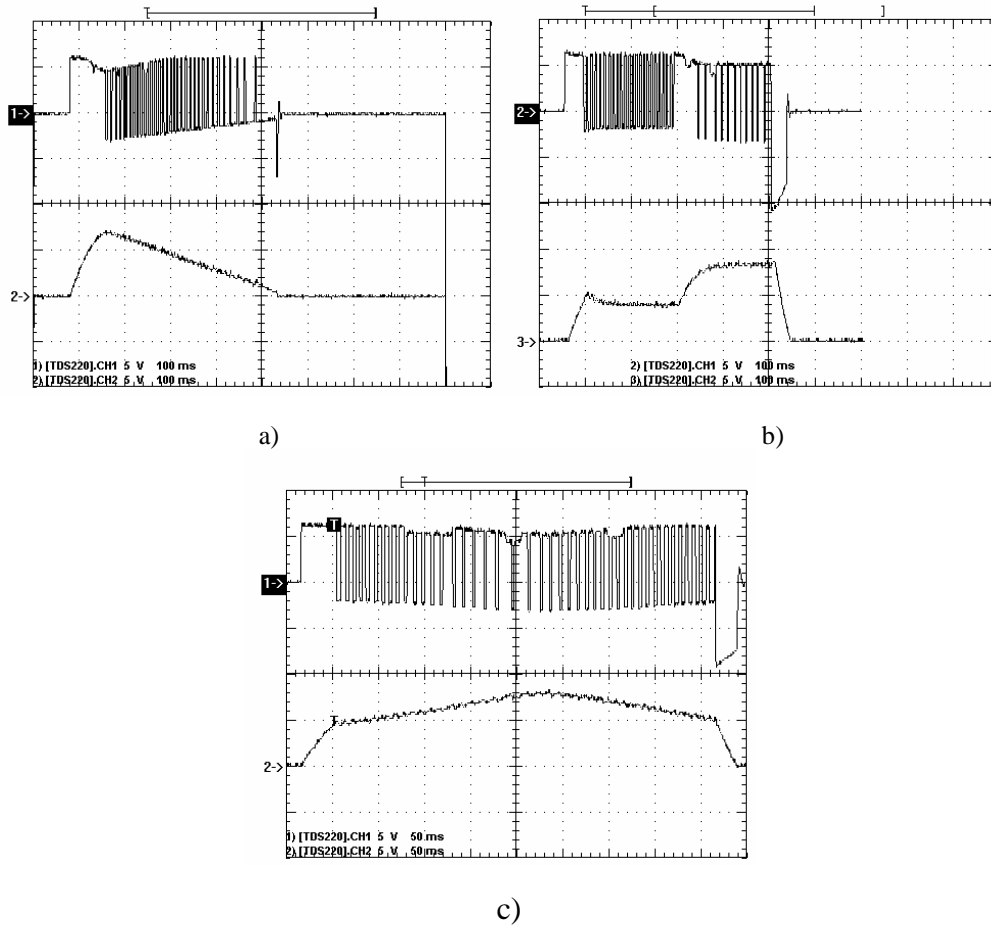 1->
2->
1) [TDS220].CH1 5 V 100 ms
2) [TDS220].CH2 5 V 100 ms
a)
2->
3->
2) [TDS220].CH1 5 V 100 ms
3) [TDS220].CH2 5 V 100 ms
b)
T
1->
T
2->
1) [TDS220].CH1 5 V 50 ms
2) [TDS220].CH2 5 V 50 ms
c)